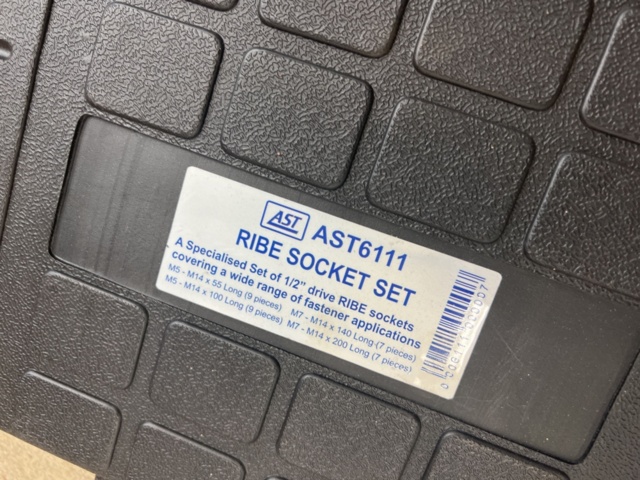 AST AST6111
RIBE SOCKET SET
A Specialised Set of 1/2" drive RIBE sockets
covering a wide range of fastener applications
M5 - M14 x 55 Long (9 pieces) M7 - M14 x 140 Long (7 pieces)
M5 - M14 x 100 Long (9 pieces) M7 - M14 x 200 Long (7 pieces)